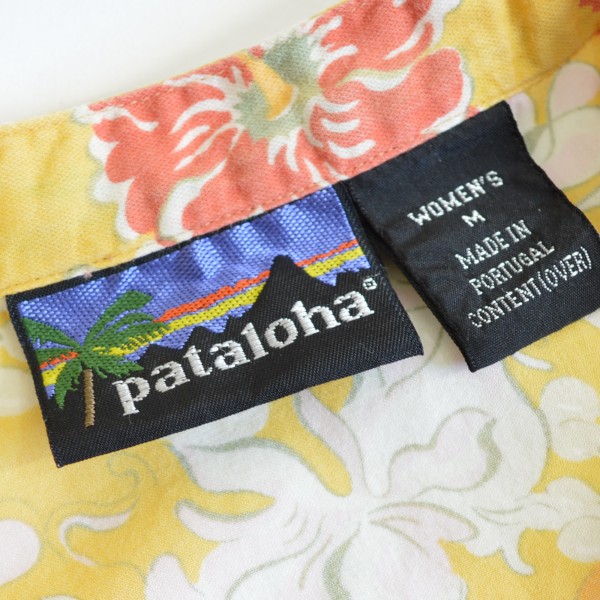 pataloha®
WOMEN'S
M
MADE IN
PORTUGAL
CONTENT(OVER)